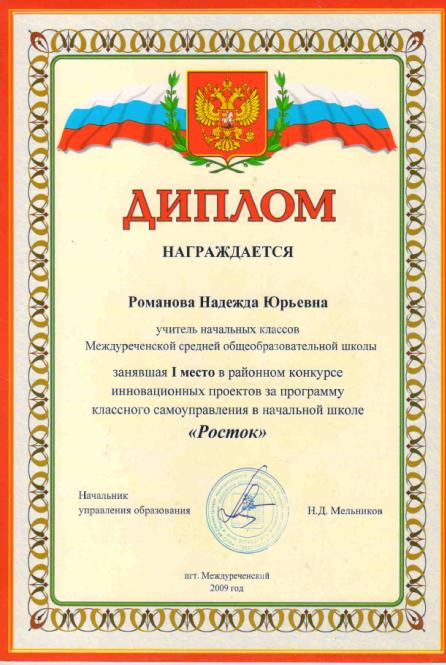 ДИПЛОМ
НАГРАЖДАЕТСЯ
Романова Надежда Юрьевна
учитель начальных классов
Междуреченской средней общеобразовательной школы
занявшая I место в районном конкурсе
инновационных проектов за программу
классного самоуправления в начальной школе
«Росток»
Начальник
управления образования
Н.Д. Мельников
пгт. Междуреченский
2009 год